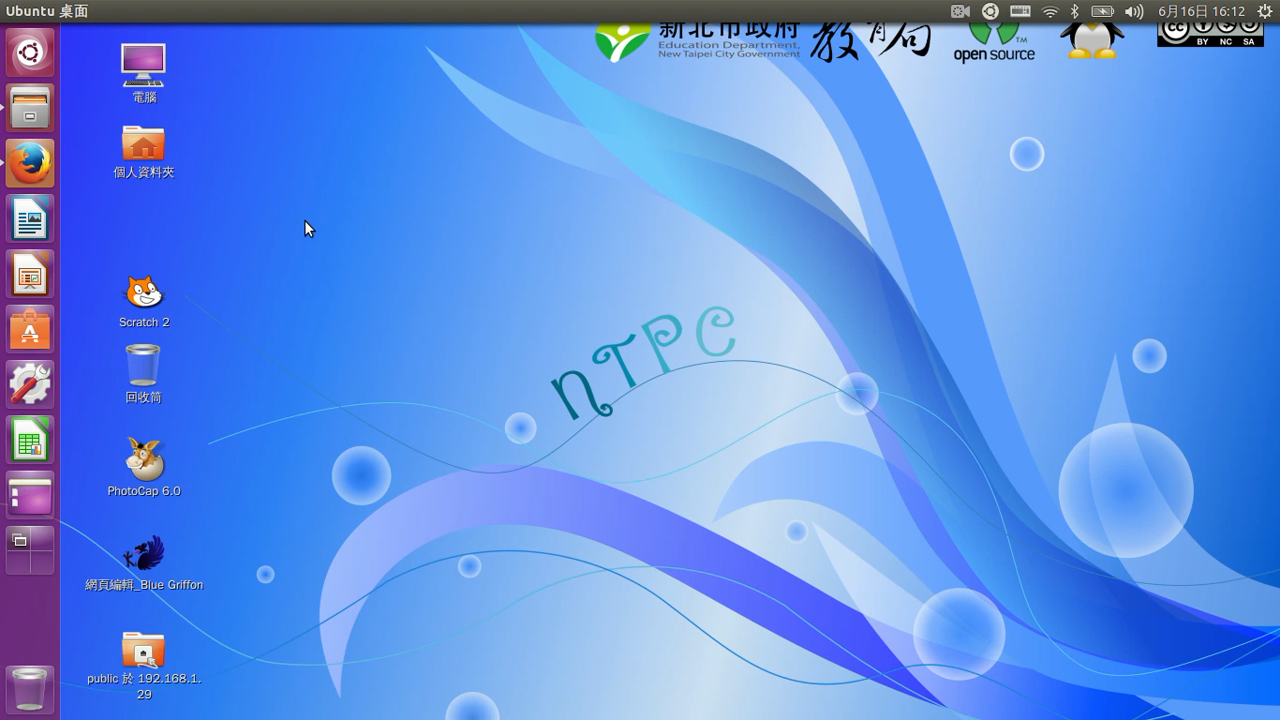 Ubuntu 桌面
6月16日 16:12
新北市政府
Education Department,
New Taipei City Government
教育局
open source
TM
cc
BY NC SA
電腦
個人資料夾
Scratch 2
回收筒
PhotoCap 6.0
網頁編輯_Blue Griffon
public 於 192.168.1.
29
NTPC